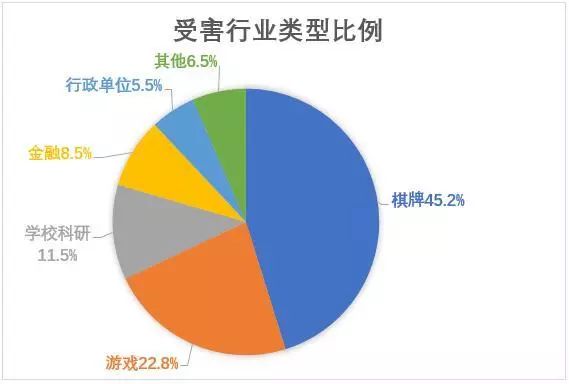 受害行业类型比例
其他6.5%
行政单位5.5%
金融8.5%
学校科研
11.5%
棋牌45.2%
游戏22.8%